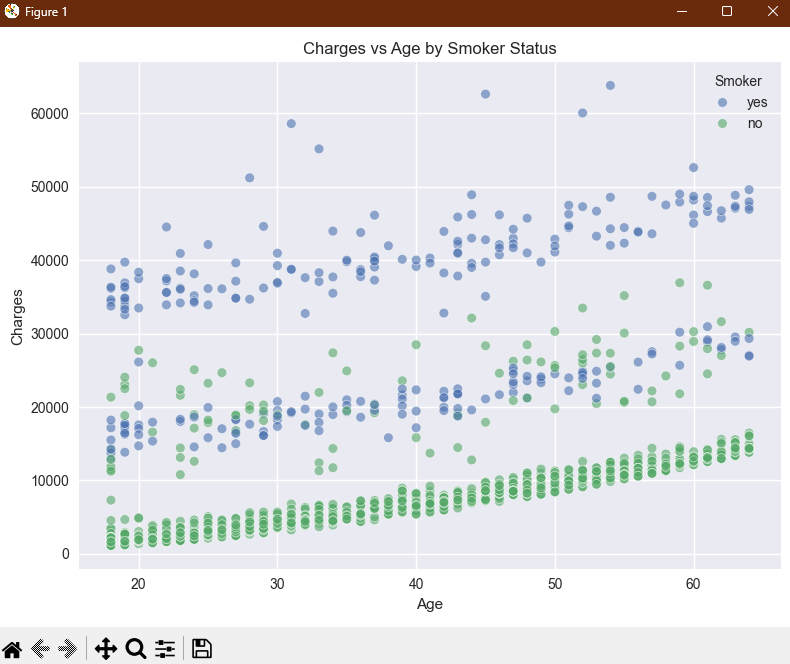 Figure 1
Charges vs Age by Smoker Status
Smoker
yes
no
60000
50000
40000
30000
20000
10000
0
Charges
20 30 40 50 60
Age